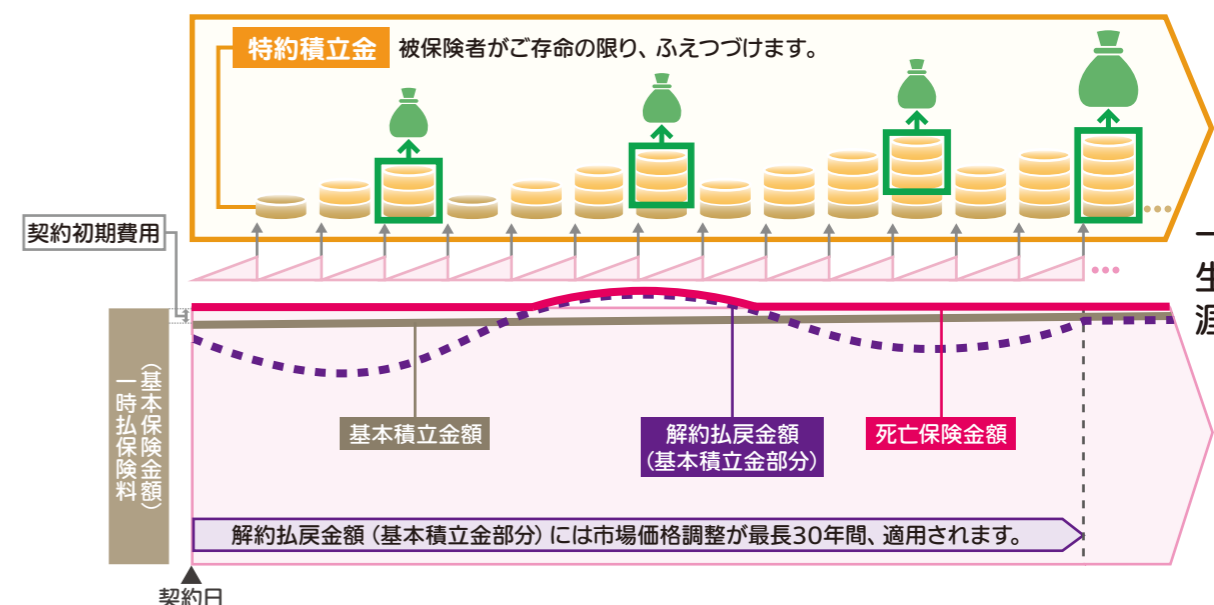 特約積立金
被保険者がご存命の限り、ふえつづけます。
契約初期費用
一時払保険料
（基本保険金額）
基本積立金額
解約払戻金額
（基本積立金部分）
死亡保険金額
解約払戻金額（基本積立金部分）には市場価格調整が最長30年間、適用されます。
契約日
一生涯